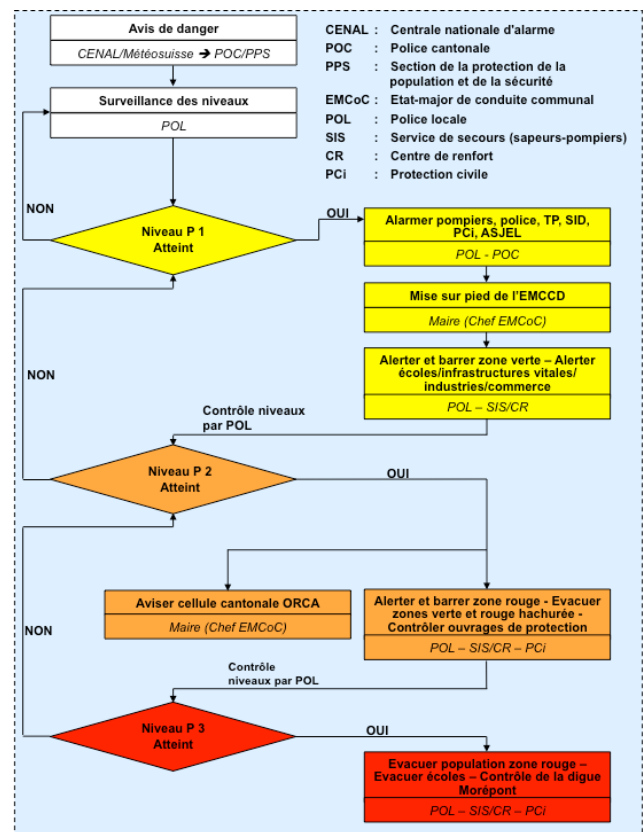 Avis de danger
CENAL/Météosuisse ➔ POC/PPS
CENAL : Centrale nationale d'alarme
POC : Police cantonale
PPS : Section de la protection de la
population et de la sécurité
EMCoC : Etat-major de conduite communal
POL : Police locale
SIS : Service de secours (sapeurs-pompiers)
CR : Centre de renfort
PCi : Protection civile
Surveillance des niveaux
POL
NON
OUI
Niveau P 1
Atteint
Alarmer pompiers, police, TP, SID,
PCi, ASJEL
POL - POC
Mise sur pied de l'EMCCD
Maire (Chef EMCoC)
Alerter et barrer zone verte – Alerter
écoles/infrastructures vitales/
industries/commerce
POL – SIS/CR
NON
Contrôle niveaux
par POL
Niveau P 2
Atteint
OUI
Aviser cellule cantonale ORCA
Maire (Chef EMCoC)
Alerter et barrer zone rouge - Evacuer
zones verte et rouge hachurée -
Contrôler ouvrages de protection
POL – SIS/CR – PCi
NON
Contrôle
niveaux par POL
Niveau P 3
Atteint
OUI
Evacuer population zone rouge –
Evacuer écoles – Contrôle de la digue
Morépont
POL – SIS/CR – PCi